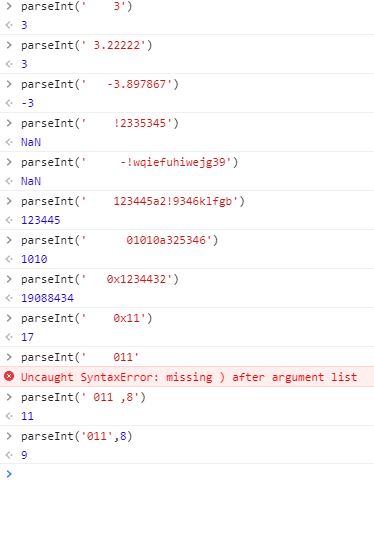 > parseInt('    3')
<· 3
> parseInt(' 3.22222')
<· 3
> parseInt('   -3.897867')
<· -3
> parseInt('    !2335345')
<· NaN
> parseInt('     -!wqiefuhiwejg39')
<· NaN
> parseInt('    123445a2!9346klfgb')
<· 123445
> parseInt('      01010a325346')
<· 1010
> parseInt('   0x1234432')
<· 19088434
> parseInt('    0x11')
<· 17
> parseInt('    011'
Uncaught SyntaxError: missing ) after argument list
> parseInt(' 011 ,8')
<· 11
> parseInt('011',8)
<· 9
>